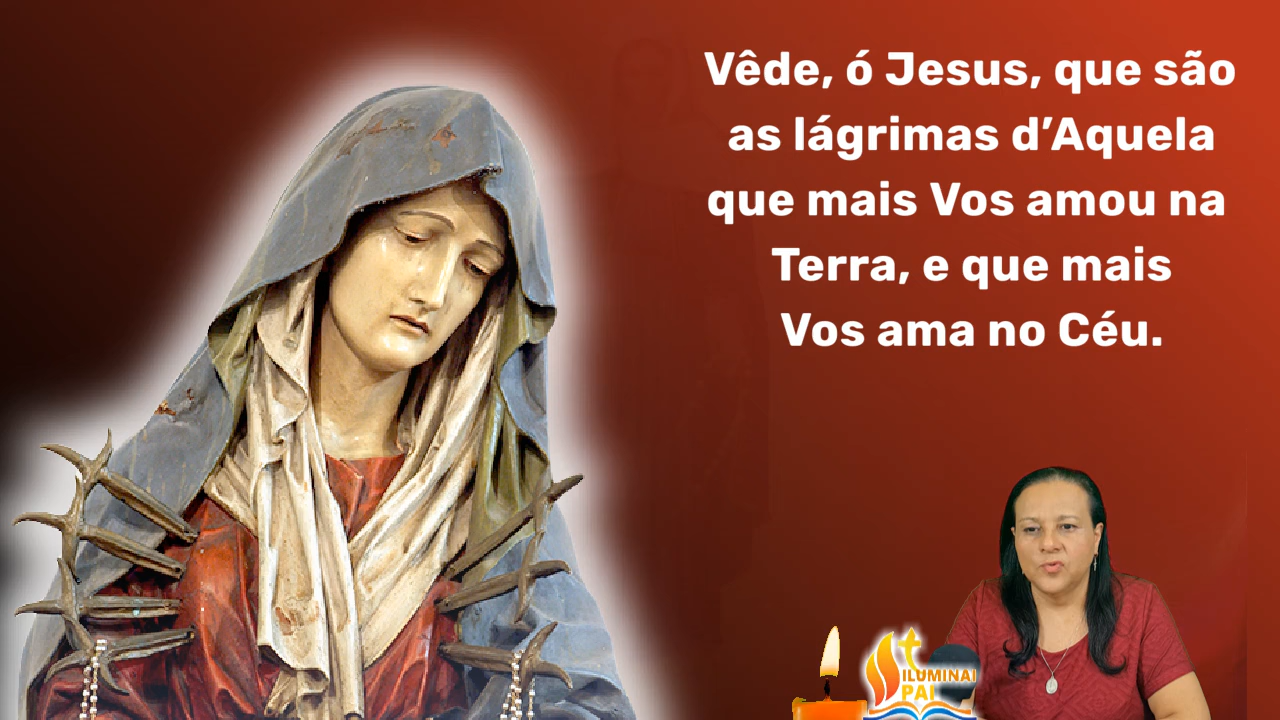 Vêde, ó Jesus, que são
as lágrimas d’Aquela
que mais Vos amou na
Terra, e que mais
Vos ama no Céu.
ILUMINAI
PAI